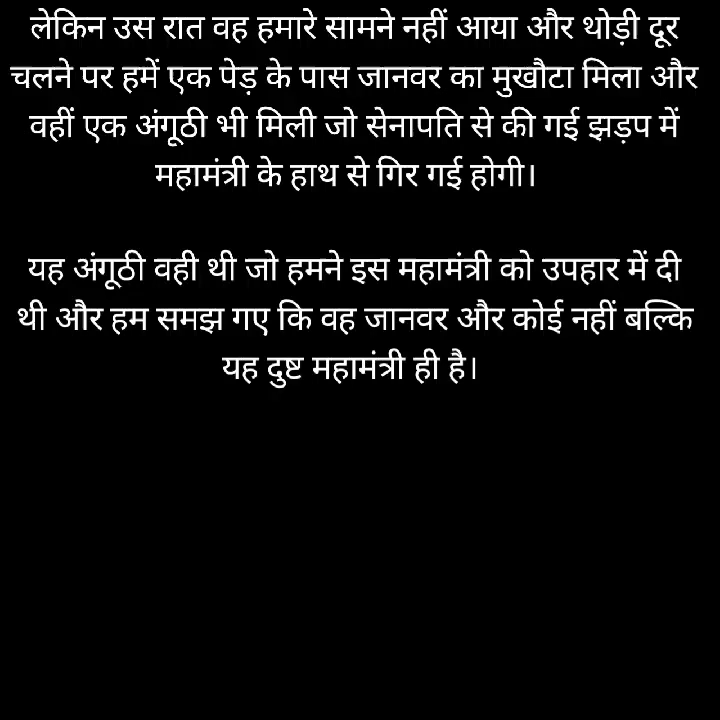 लेकिन उस रात वह हमारे सामने नहीं आया और थोड़ी दूर
चलने पर हमें एक पेड़ के पास जानवर का मुखौटा मिला और
वहीं एक अंगूठी भी मिली जो सेनापति से की गई झड़प में
महामंत्री के हाथ से गिर गई होगी।
यह अंगूठी वही थी जो हमने इस महामंत्री को उपहार में दी
थी और हम समझ गए कि वह जानवर और कोई नहीं बल्कि
यह दुष्ट महामंत्री ही है।